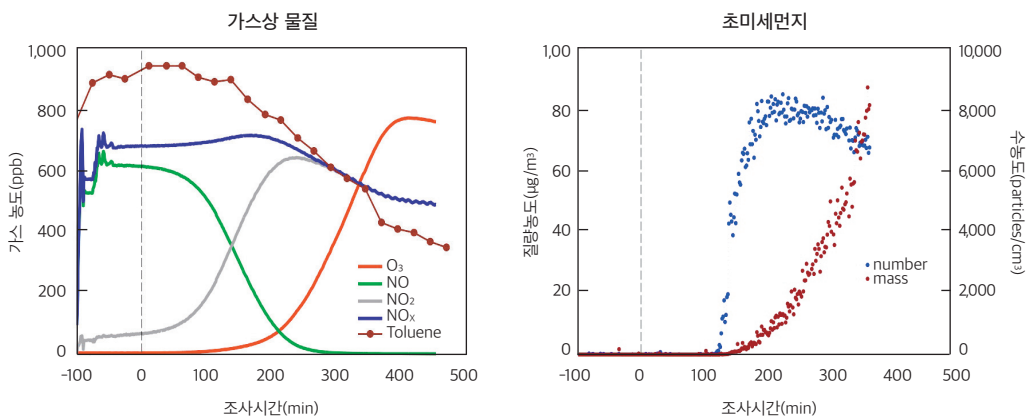 가스상 물질
1,000
800
600
400
200
0
가스 농도(ppb)
-100 0 100 200 300 400 500
조사시간(min)
O₃
NO
NO₂
NOₓ
Toluene
초미세먼지
1,00
80
60
40
20
0
질량농도(μg/m³)
10,000
8,000
6,000
4,000
2,000
0
수농도(particles/cm³)
number
mass
-100 0 100 200 300 400 500
조사시간(min)